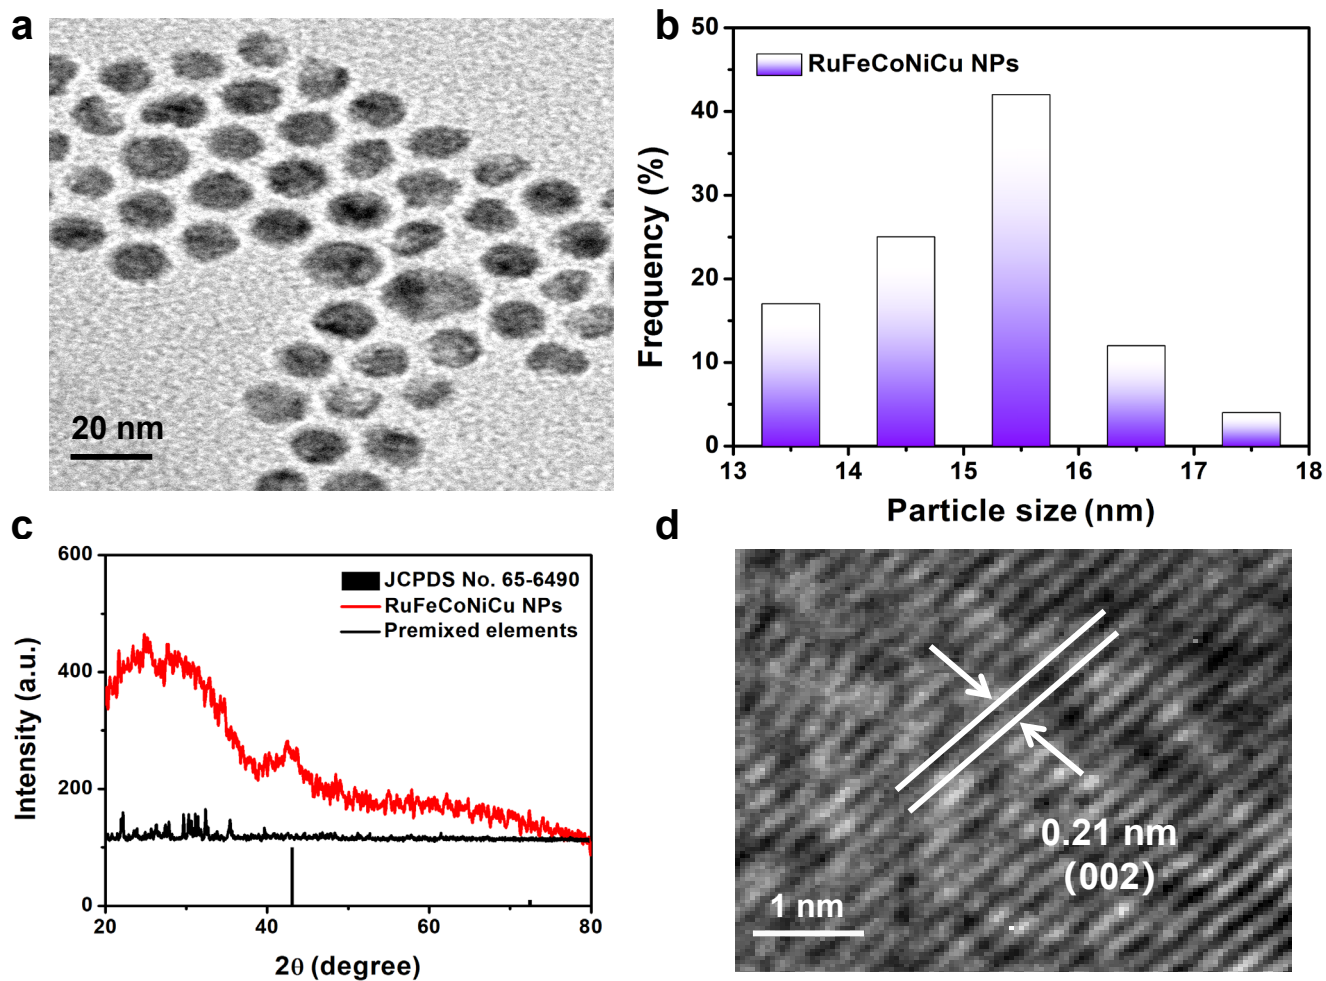 a
20 nm
b
50
40
30
20
10
0
Frequency (%)
RuFeCoNiCu NPs
13 14 15 16 17 18
Particle size (nm)
c
600
400
200
0
Intensity (a.u.)
JCPDS No. 65-6490
RuFeCoNiCu NPs
Premixed elements
20 40 60 80
2θ (degree)
d
0.21 nm
(002)
1 nm